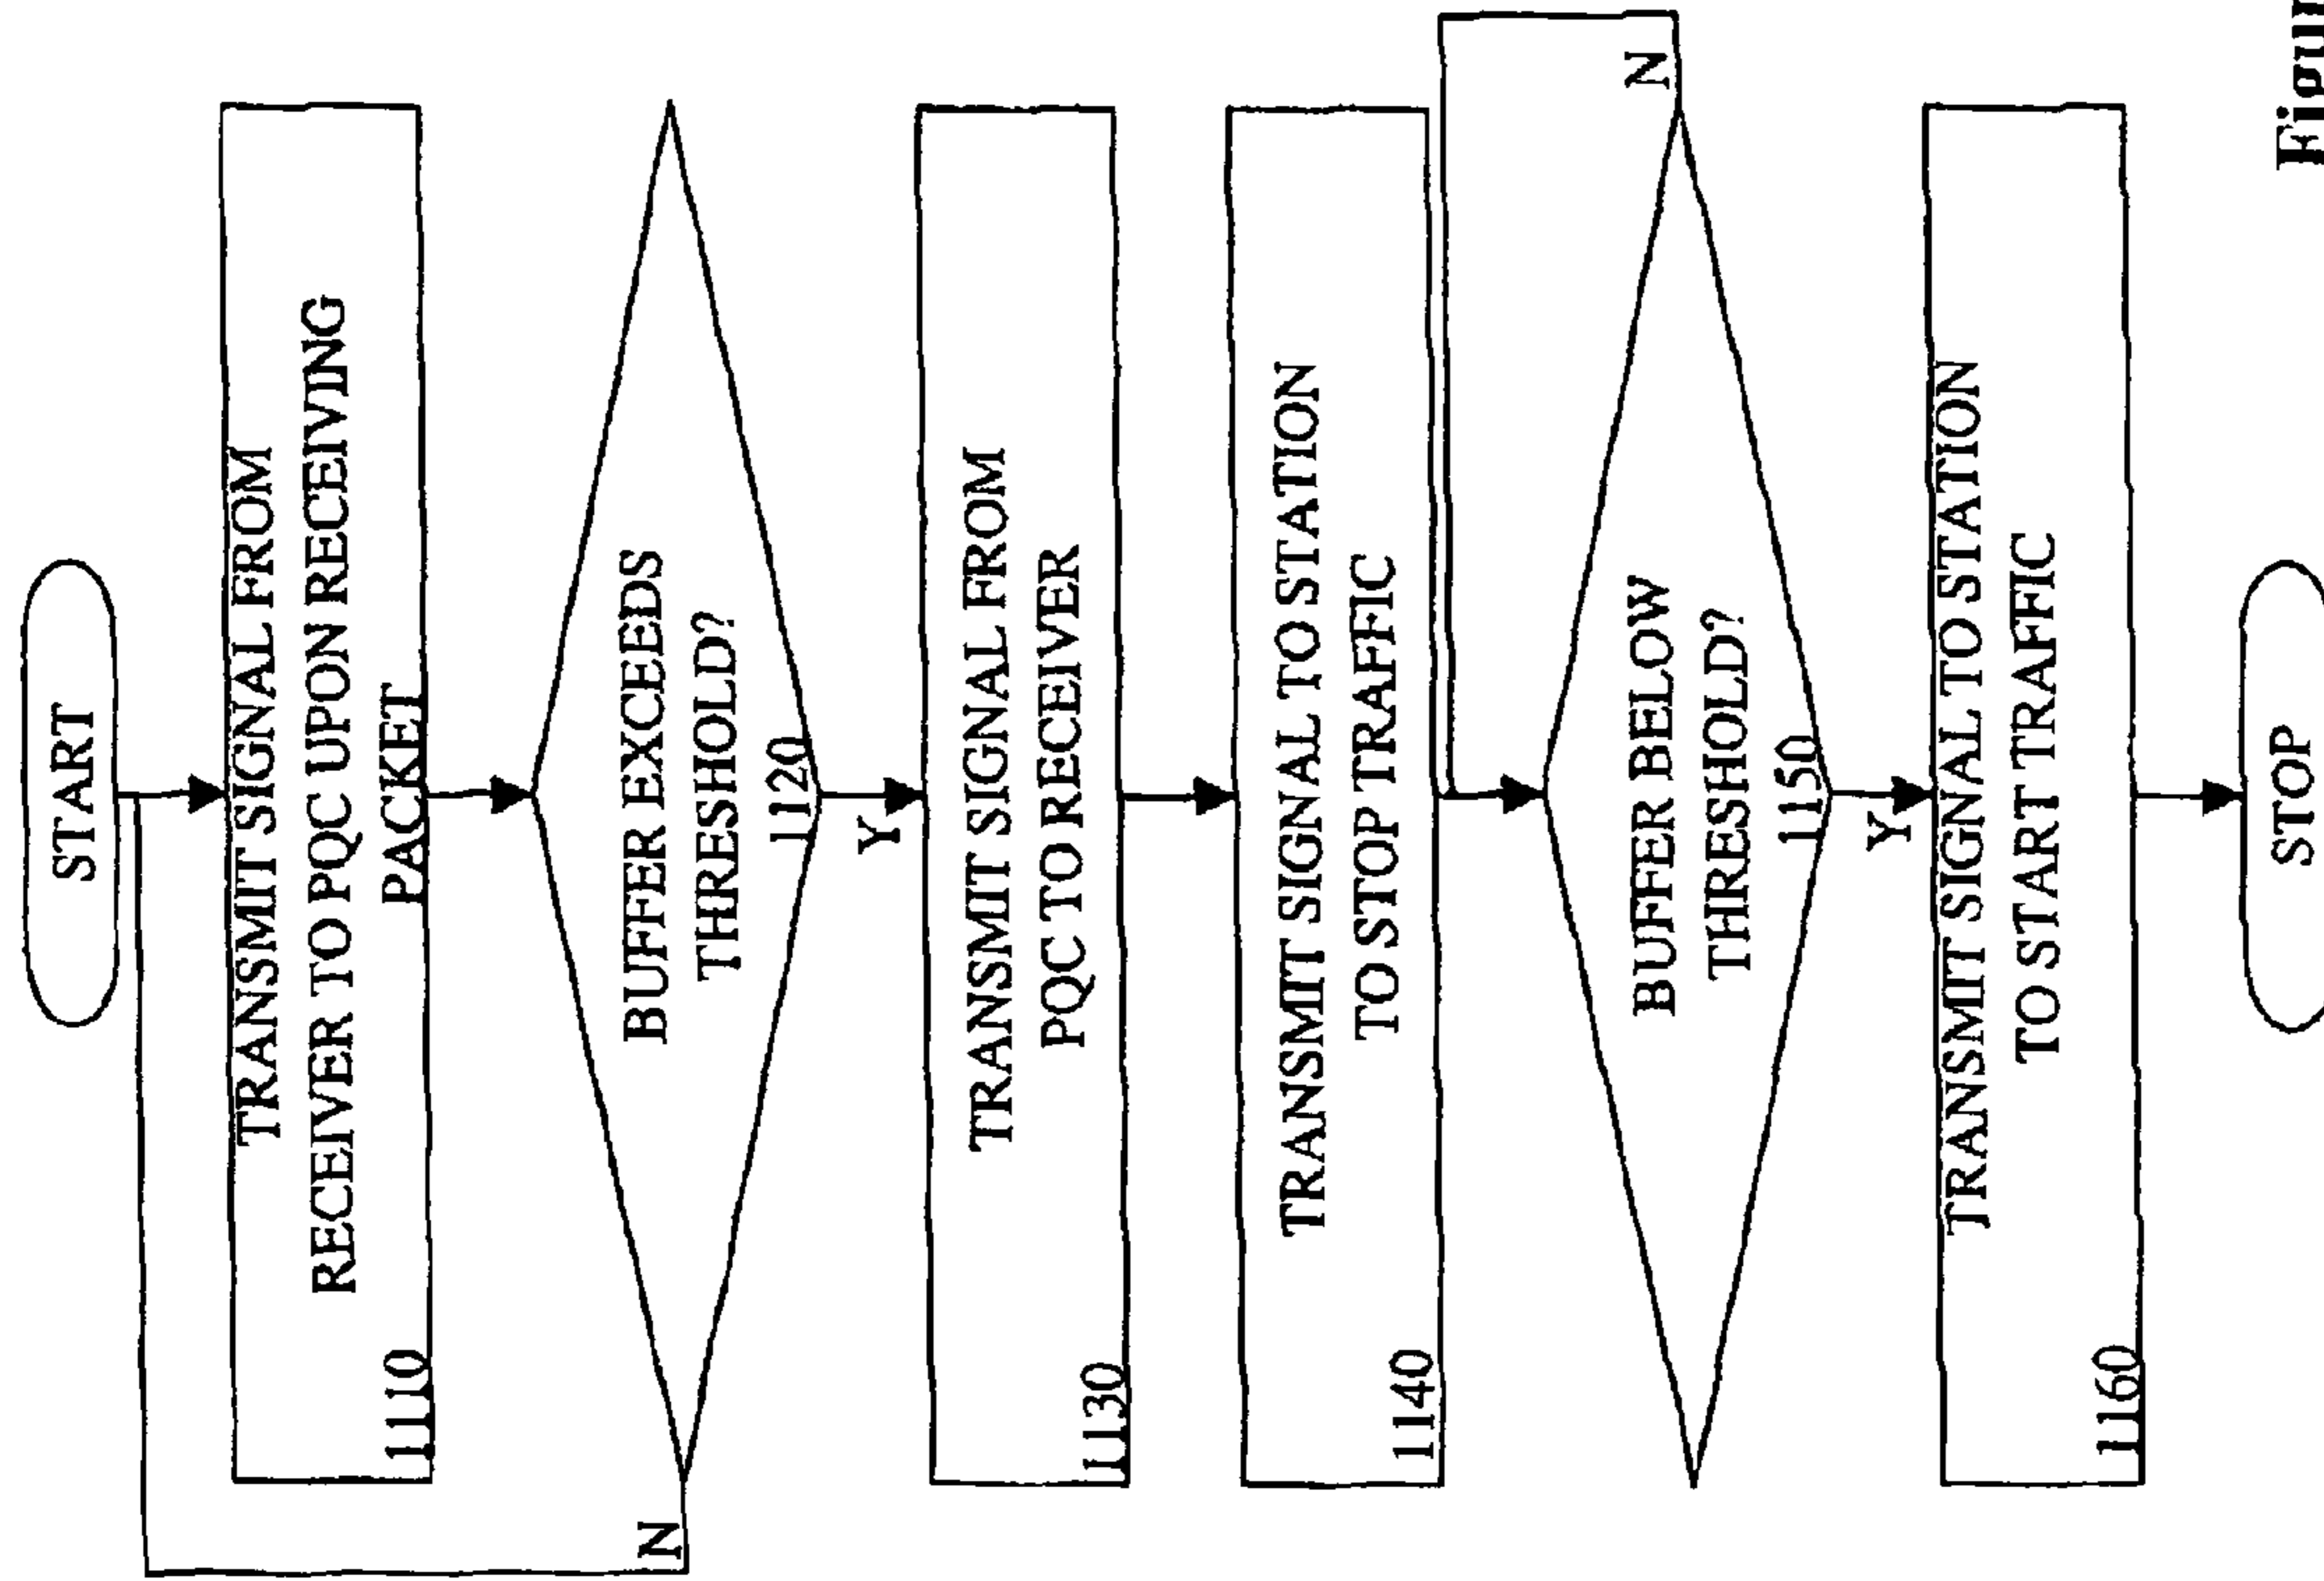 START
TRANSMIT SIGNAL FROM
RECEIVER TO PQC UPON RECEIVING
PACKET
1110
BUFFER EXCEEDS
THRESHOLD?
1120
N
Y
TRANSMIT SIGNAL FROM
PQC TO RECEIVER
1130
TRANSMIT SIGNAL TO STATION
TO STOP TRAFFIC
1140
BUFFER BELOW
THRESHOLD?
1150
N
Y
TRANSMIT SIGNAL TO STATION
TO START TRAFFIC
1160
STOP